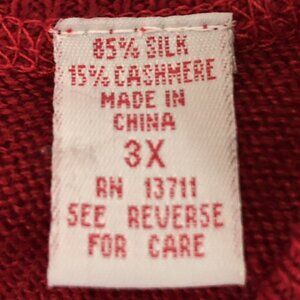 85% SILK
15% CASHMERE
MADE IN
CHINA
3X
RN 13711
SEE REVERSE
FOR CARE